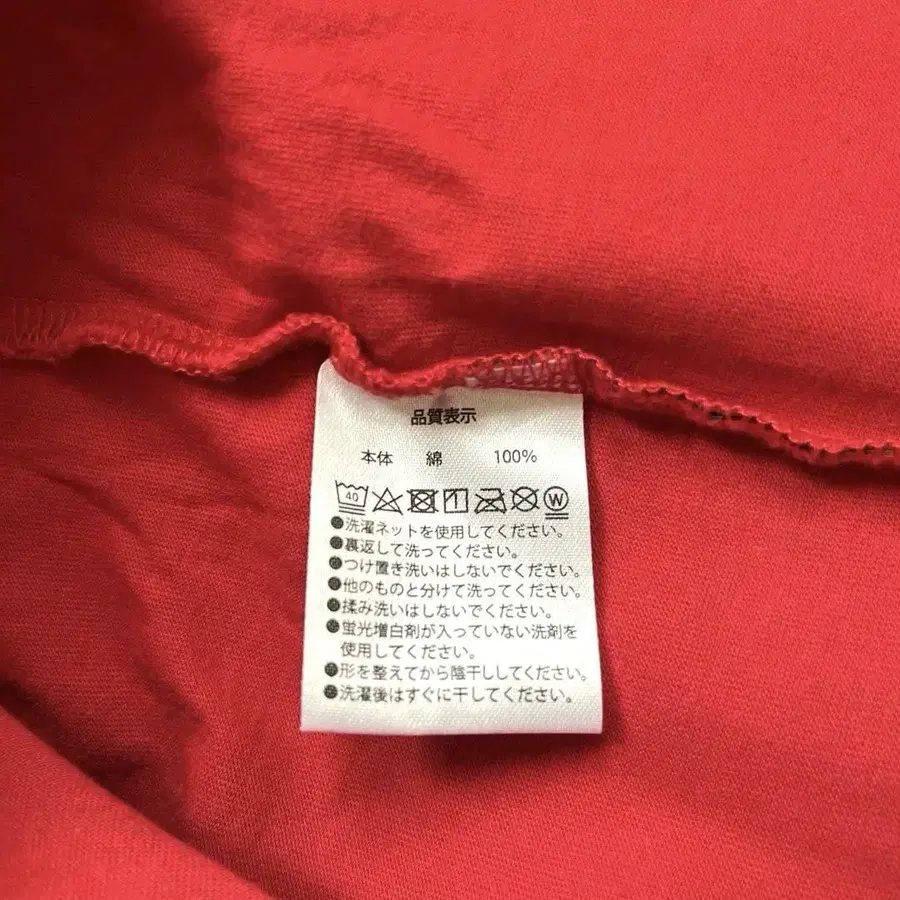 品質表示
本体 綿 100%
40 W
●洗濯ネットを使用してください。
●裏返して洗ってください。
●つけ置き洗いはしないでください。
●他のものと分けて洗ってください。
●揉み洗いはしないでください。
●蛍光増白剤が入っていない洗剤を
使用してください。
●形を整えてから陰干ししてください。
●洗濯後はすぐに干してください。